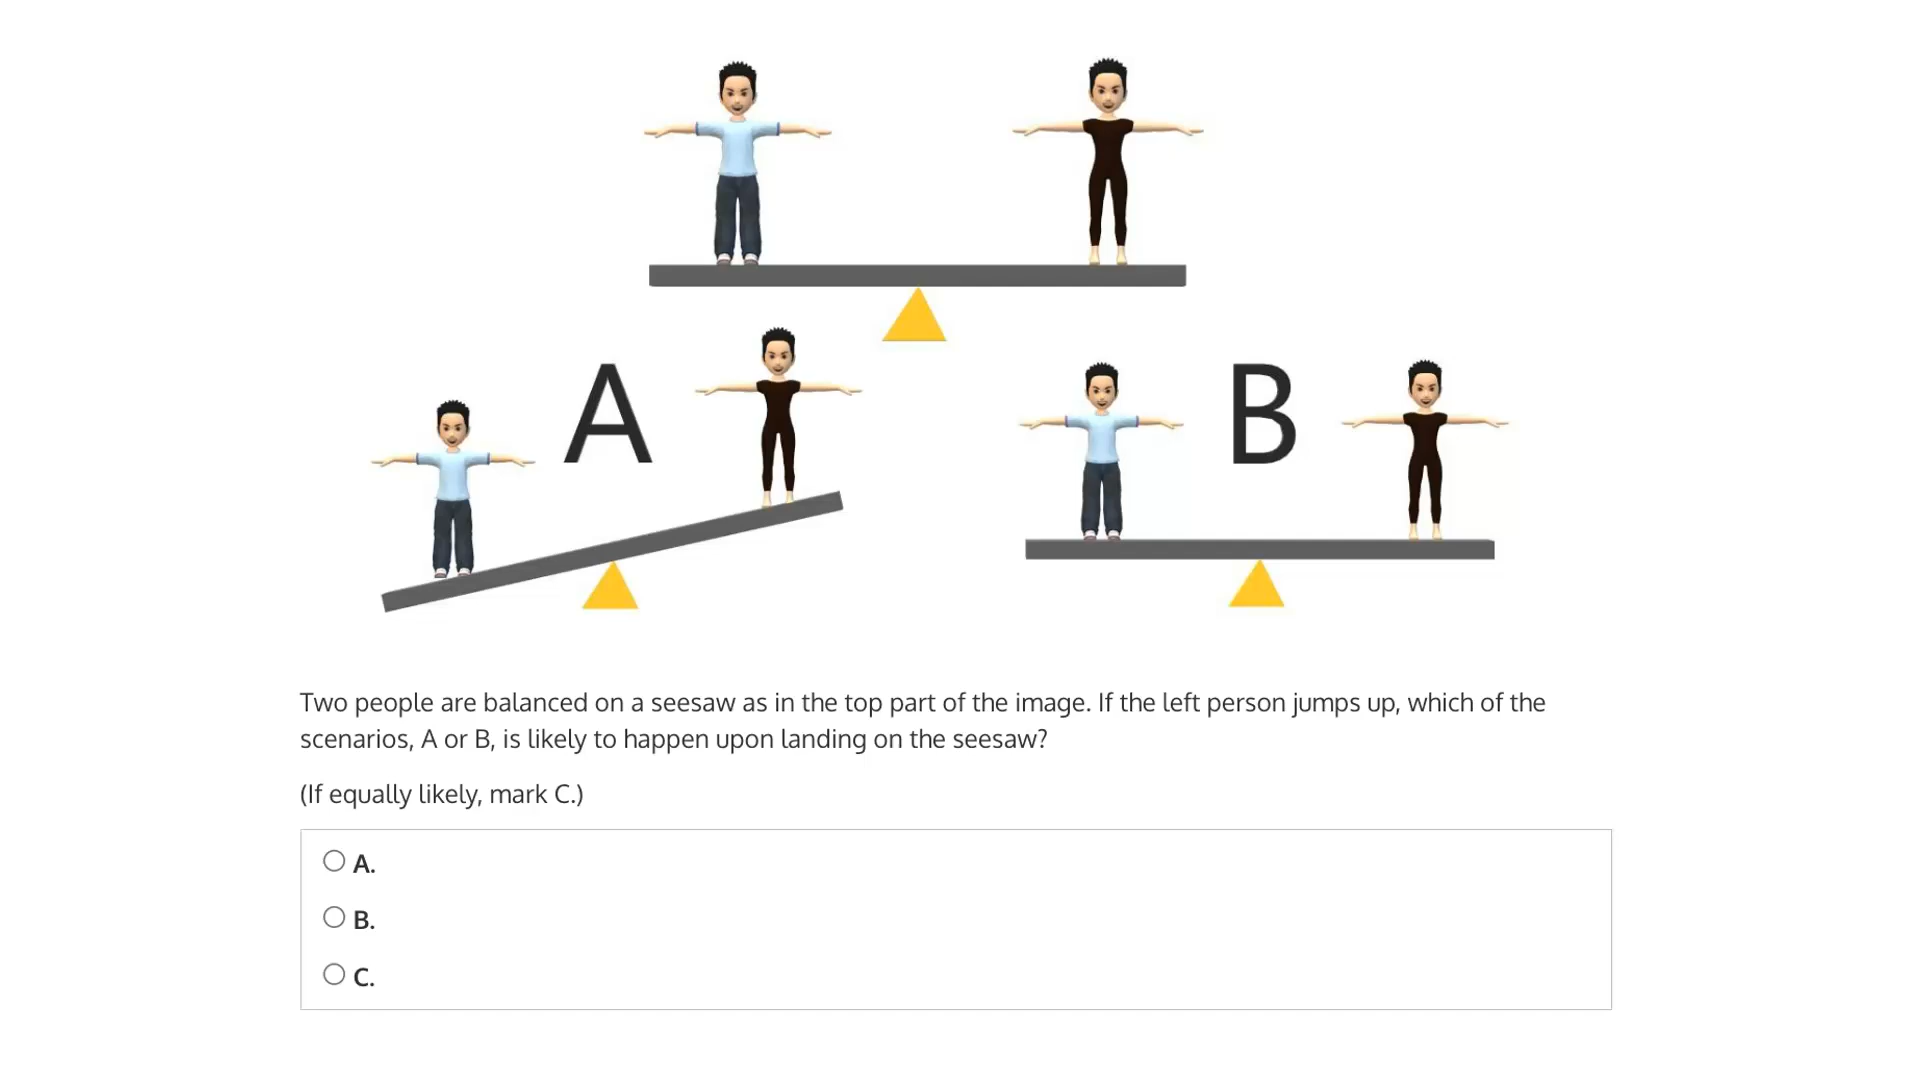 A
B
Two people are balanced on a seesaw as in the top part of the image. If the left person jumps up, which of the
scenarios, A or B, is likely to happen upon landing on the seesaw?
(If equally likely, mark C.)
A.
B.
C.